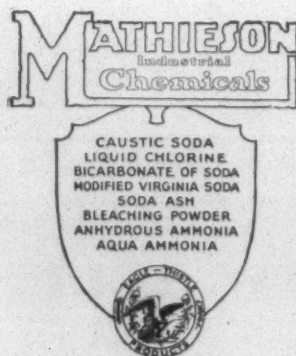 MATHIESON
Industrial
Chemicals
CAUSTIC SODA
LIQUID CHLORINE
BICARBONATE OF SODA
MODIFIED VIRGINIA SODA
SODA ASH
BLEACHING POWDER
ANHYDROUS AMMONIA
AQUA AMMONIA
EAGLE-THISTLE
PRODUCTS